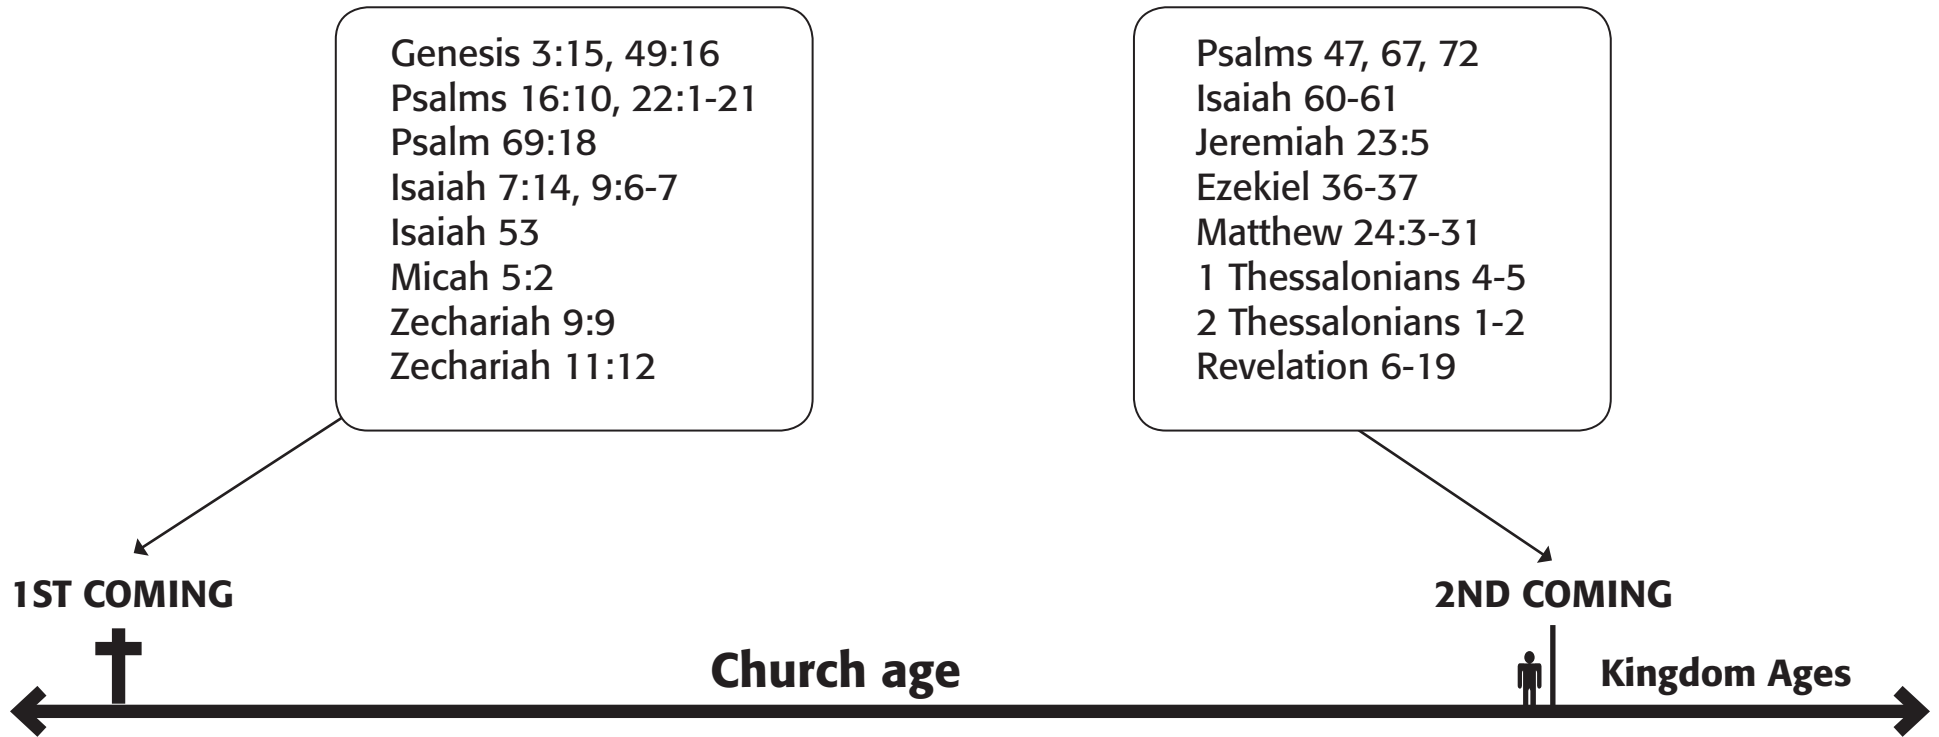 Genesis 3:15, 49:16
Psalms 16:10, 22:1-21
Psalm 69:18
Isaiah 7:14, 9:6-7
Isaiah 53
Micah 5:2
Zechariah 9:9
Zechariah 11:12
Psalms 47, 67, 72
Isaiah 60-61
Jeremiah 23:5
Ezekiel 36-37
Matthew 24:3-31
1 Thessalonians 4-5
2 Thessalonians 1-2
Revelation 6-19
1ST COMING
2ND COMING
Church age
Kingdom Ages